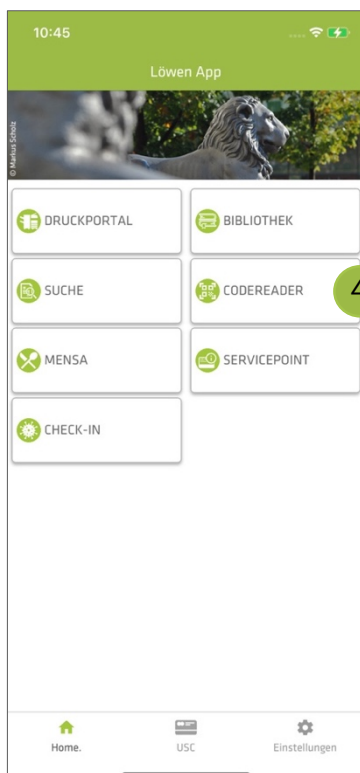 10:45
Löwen App
© Markus Scholz
DRUCKPORTAL
BIBLIOTHEK
SUCHE
CODEREADER
MENSA
SERVICEPOINT
CHECK-IN
Home.
USC
Einstellungen